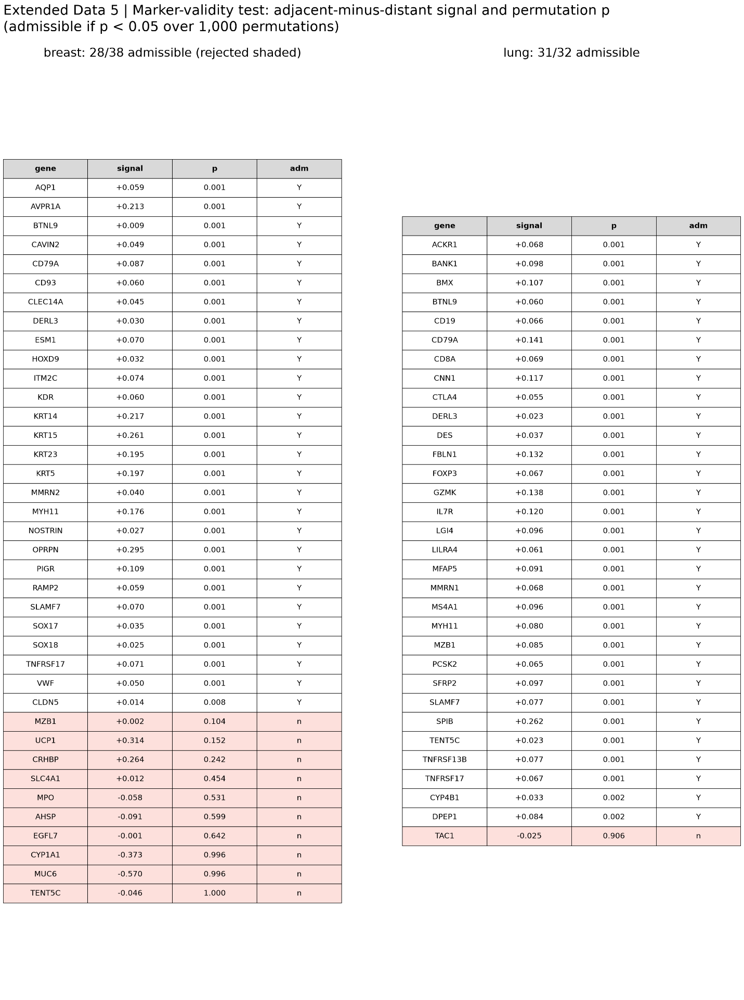 Extended Data 5 | Marker-validity test: adjacent-minus-distant signal and permutation p
(admissible if p < 0.05 over 1,000 permutations)
breast: 28/38 admissible (rejected shaded)
gene signal p adm
AQP1 +0.059 0.001 Y
AVPR1A +0.213 0.001 Y
BTNL9 +0.009 0.001 Y
CAVIN2 +0.049 0.001 Y
CD79A +0.087 0.001 Y
CD93 +0.060 0.001 Y
CLEC14A +0.045 0.001 Y
DERL3 +0.030 0.001 Y
ESM1 +0.070 0.001 Y
HOXD9 +0.032 0.001 Y
ITM2C +0.074 0.001 Y
KDR +0.060 0.001 Y
KRT14 +0.217 0.001 Y
KRT15 +0.261 0.001 Y
KRT23 +0.195 0.001 Y
KRT5 +0.197 0.001 Y
MMRN2 +0.040 0.001 Y
MYH11 +0.176 0.001 Y
NOSTRIN +0.027 0.001 Y
OPRPN +0.295 0.001 Y
PIGR +0.109 0.001 Y
RAMP2 +0.059 0.001 Y
SLAMF7 +0.070 0.001 Y
SOX17 +0.035 0.001 Y
SOX18 +0.025 0.001 Y
TNFRSF17 +0.071 0.001 Y
VWF +0.050 0.001 Y
CLDN5 +0.014 0.008 Y
MZB1 +0.002 0.104 n
UCP1 +0.314 0.152 n
CRHBP +0.264 0.242 n
SLC4A1 +0.012 0.454 n
MPO -0.058 0.531 n
AHSP -0.091 0.599 n
EGFL7 -0.001 0.642 n
CYP1A1 -0.373 0.996 n
MUC6 -0.570 0.996 n
TENT5C -0.046 1.000 n
lung: 31/32 admissible
gene signal p adm
ACKR1 +0.068 0.001 Y
BANK1 +0.098 0.001 Y
BMX +0.107 0.001 Y
BTNL9 +0.060 0.001 Y
CD19 +0.066 0.001 Y
CD79A +0.141 0.001 Y
CD8A +0.069 0.001 Y
CNN1 +0.117 0.001 Y
CTLA4 +0.055 0.001 Y
DERL3 +0.023 0.001 Y
DES +0.037 0.001 Y
FBLN1 +0.132 0.001 Y
FOXP3 +0.067 0.001 Y
GZMK +0.138 0.001 Y
IL7R +0.120 0.001 Y
LGI4 +0.096 0.001 Y
LILRA4 +0.061 0.001 Y
MFAP5 +0.091 0.001 Y
MMRN1 +0.068 0.001 Y
MS4A1 +0.096 0.001 Y
MYH11 +0.080 0.001 Y
MZB1 +0.085 0.001 Y
PCSK2 +0.065 0.001 Y
SFRP2 +0.097 0.001 Y
SLAMF7 +0.077 0.001 Y
SPIB +0.262 0.001 Y
TENT5C +0.023 0.001 Y
TNFRSF13B +0.077 0.001 Y
TNFRSF17 +0.067 0.001 Y
CYP4B1 +0.033 0.002 Y
DPEP1 +0.084 0.002 Y
TAC1 -0.025 0.906 n